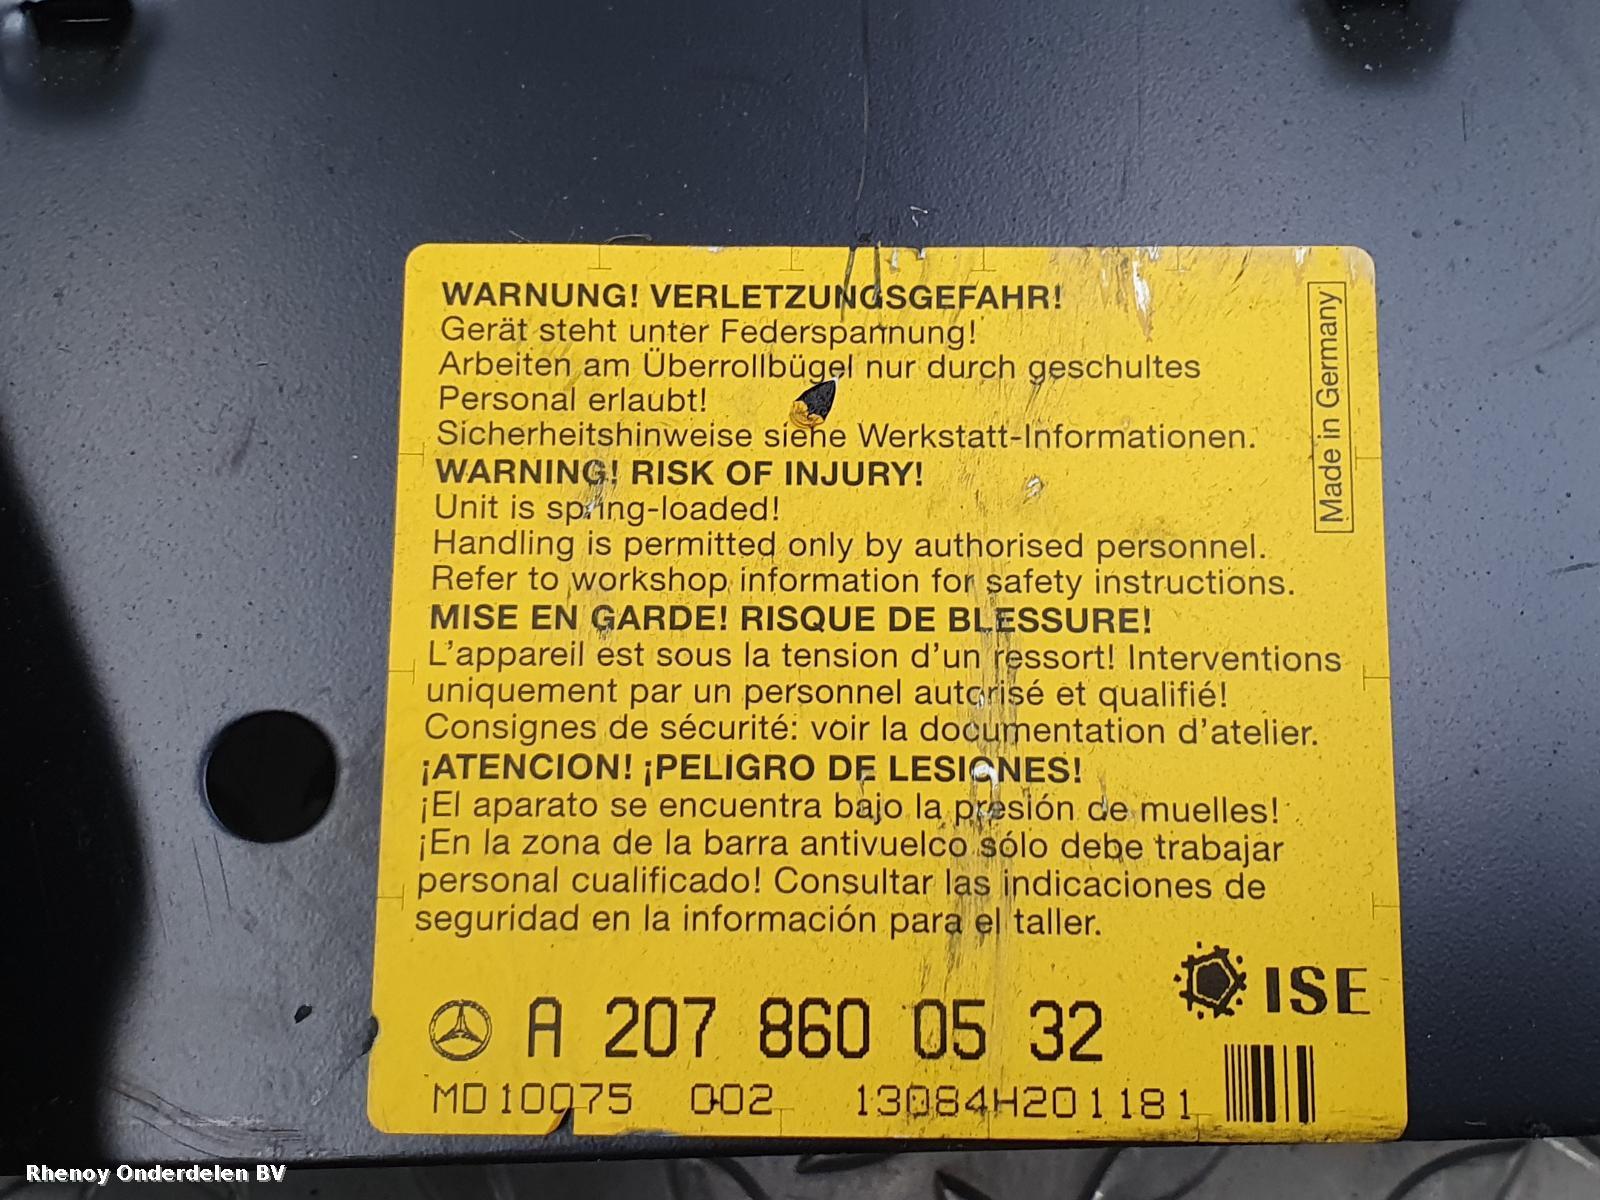 WARNUNG! VERLETZUNGSGEFAHR!
Gerät steht unter Federspannung!
Arbeiten am Überrollbügel nur durch geschultes
Personal erlaubt!
Sicherheitshinweise siehe Werkstatt-Informationen.
WARNING! RISK OF INJURY!
Unit is spring-loaded!
Handling is permitted only by authorised personnel.
Refer to workshop information for safety instructions.
MISE EN GARDE! RISQUE DE BLESSURE!
L'appareil est sous la tension d'un ressort! Interventions
uniquement par un personnel autorisé et qualifié!
Consignes de sécurité: voir la documentation d'atelier.
¡ATENCION! ¡PELIGRO DE LESIONES!
¡El aparato se encuentra bajo la presión de muelles!
¡En la zona de la barra antivuelco sólo debe trabajar
personal cualificado! Consultar las indicaciones de
seguridad en la información para el taller.
Made in Germany
ISE
A 207 860 05 32
MD10075 002 13084H201181
Rhenoy Onderdelen BV